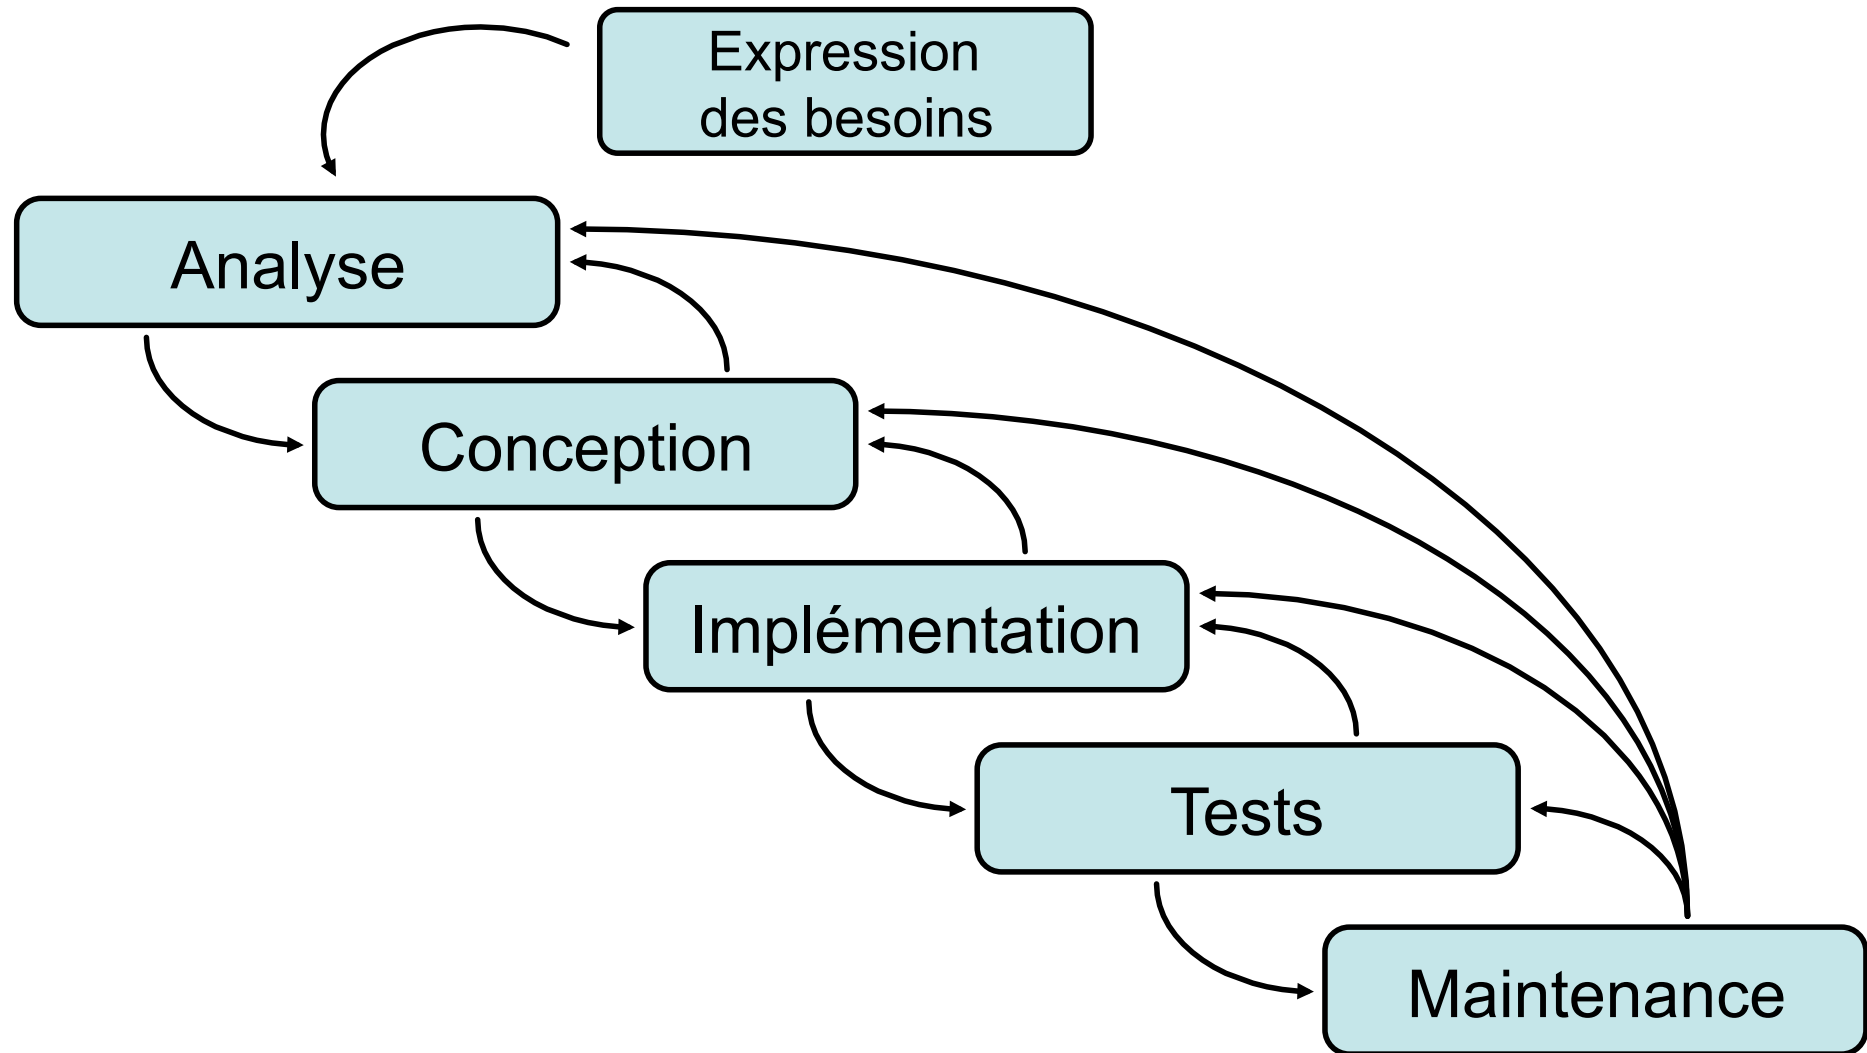 Expression
des besoins
Analyse
Conception
Implémentation
Tests
Maintenance